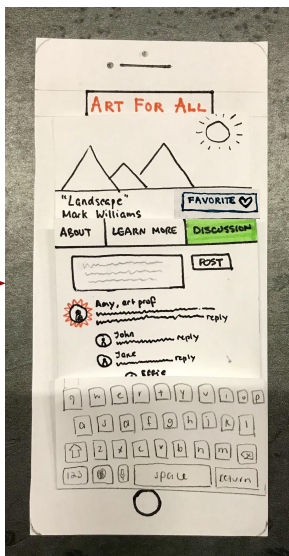 ART FOR ALL
"Landscape"
Mark Williams
FAVORITE
ABOUT LEARN MORE DISCUSSION
POST
Amy, art prof
reply
John
reply
Jane
reply
q w e r t y u i o p
a s d f g h j k l
z x c v b n m
123 space return